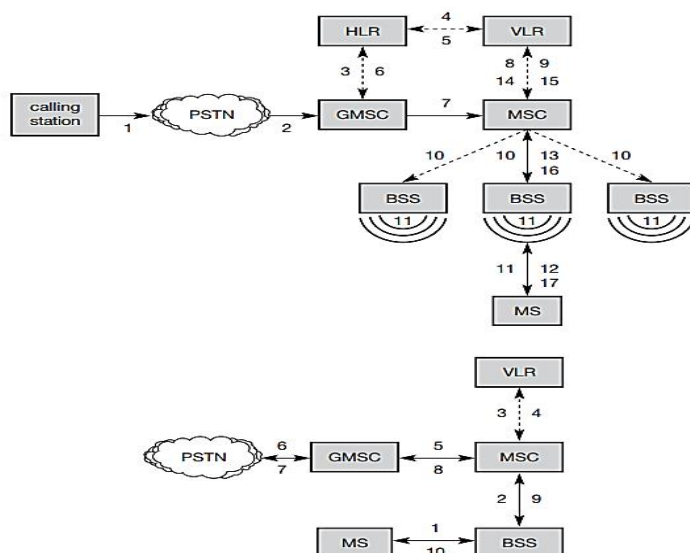 4
HLR
VLR
5
3 6
8 9
14 15
calling
station
PSTN
GMSC
7
MSC
1
2
10
10
13
10
16
BSS
BSS
BSS
11
11
11
11
12
17
MS
VLR
3 4
6
5
PSTN
GMSC
MSC
7
8
2 9
1
MS
BSS
10